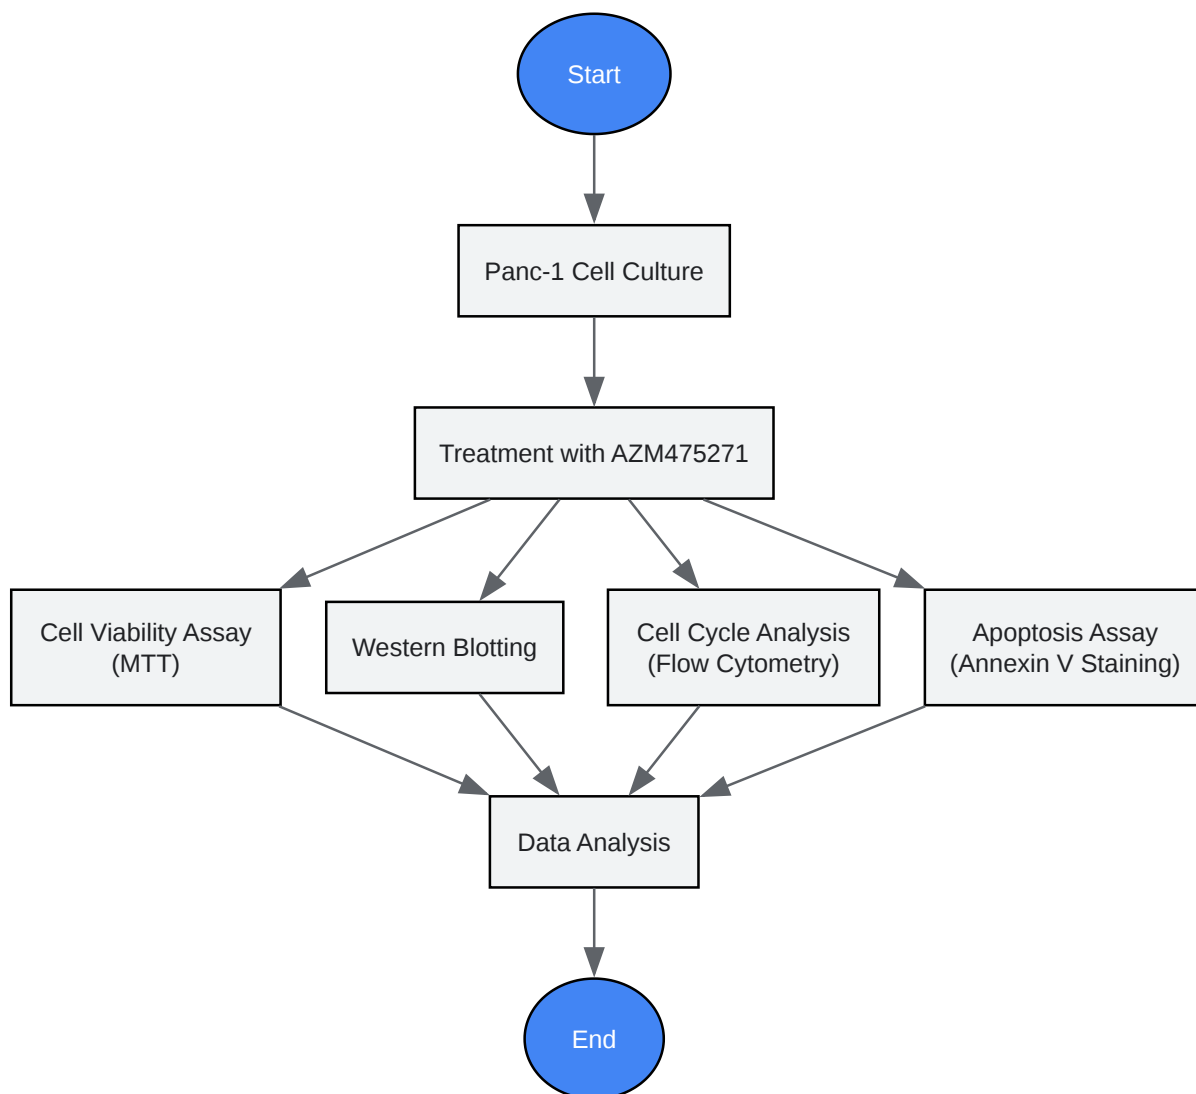 Start
Panc-1 Cell Culture
Treatment with AZM475271
Cell Viability Assay
(MTT)
Western Blotting
Cell Cycle Analysis
(Flow Cytometry)
Apoptosis Assay
(Annexin V Staining)
Data Analysis
End